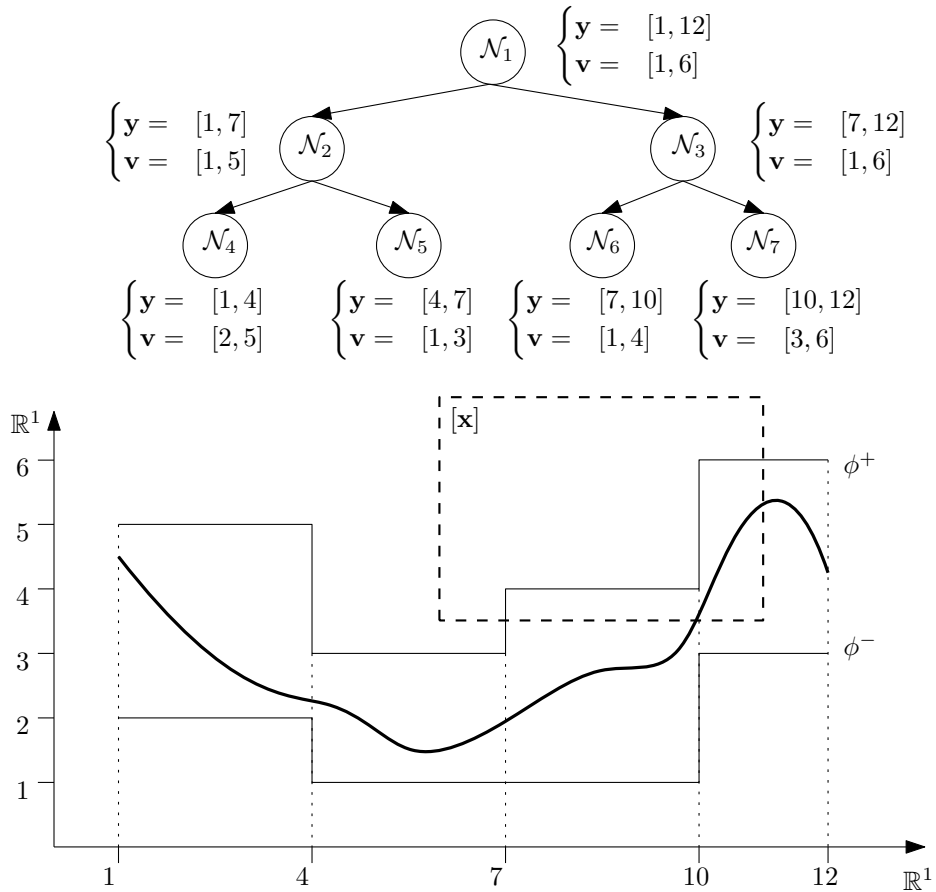 𝒩₁
𝐲 = [1, 12]
𝐯 = [1, 6]
𝐲 = [1, 7]
𝐯 = [1, 5]
𝒩₂
𝒩₃
𝐲 = [7, 12]
𝐯 = [1, 6]
𝒩₄
𝒩₅
𝒩₆
𝒩₇
𝐲 = [1, 4]
𝐯 = [2, 5]
𝐲 = [4, 7]
𝐯 = [1, 3]
𝐲 = [7, 10]
𝐯 = [1, 4]
𝐲 = [10, 12]
𝐯 = [3, 6]
ℝ¹
[𝐱]
6
ϕ⁺
5
4
3
ϕ⁻
2
1
1 4 7 10 12 ℝ¹